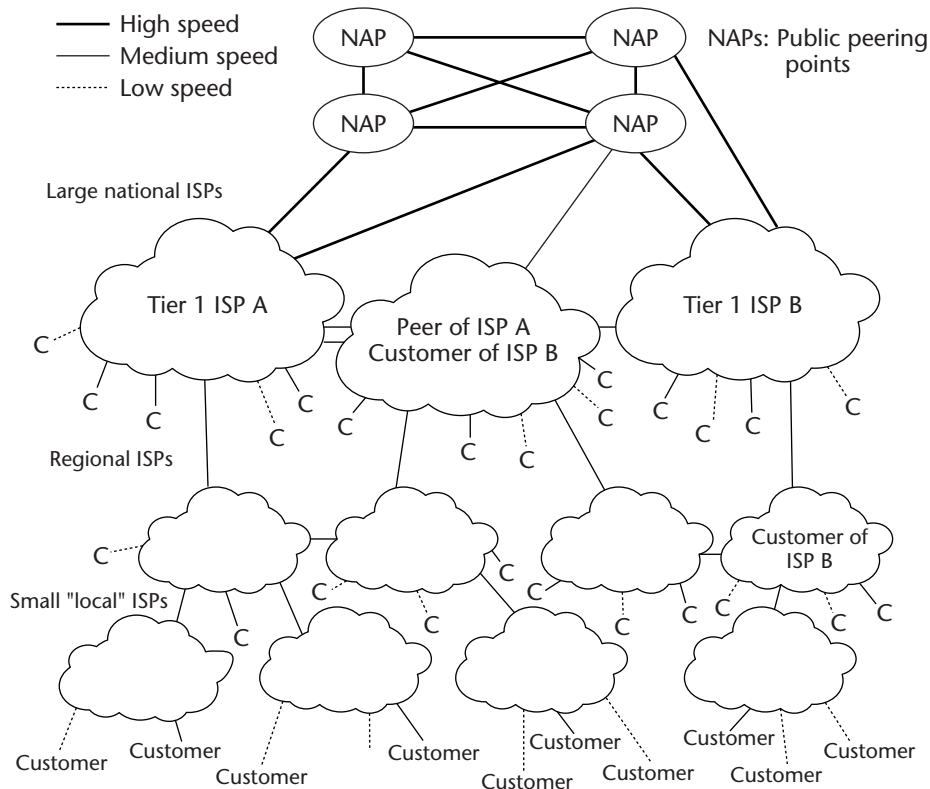 High speed
Medium speed
Low speed
NAP
NAP
NAPs: Public peering
points
NAP
NAP
Large national ISPs
Tier 1 ISP A
Peer of ISP A
Customer of ISP B
Tier 1 ISP B
C
C
C
C
C
C
C
C
C
C
C
C
C
C
Regional ISPs
C
C
Customer of
ISP B
Small "local" ISPs
C
C
C
C
C
C
C
C
C
Customer
Customer
Customer
Customer
Customer
Customer
Customer
Customer
Customer
Customer